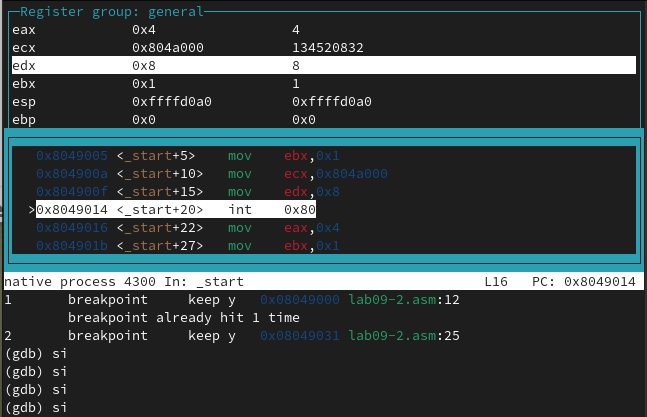 Register group: general
eax 0x4 4
ecx 0x804a000 134520832
edx 0x8 8
ebx 0x1 1
esp 0xffffd0a0 0xffffd0a0
ebp 0x0 0x0
0x8049005 <_start+5> mov ebx,0x1
0x804900a <_start+10> mov ecx,0x804a000
0x804900f <_start+15> mov edx,0x8
>0x8049014 <_start+20> int 0x80
0x8049016 <_start+22> mov eax,0x4
0x804901b <_start+27> mov ebx,0x1
native process 4300 In: _start L16 PC: 0x8049014
1 breakpoint keep y 0x08049000 lab09-2.asm:12
breakpoint already hit 1 time
2 breakpoint keep y 0x08049031 lab09-2.asm:25
(gdb) si
(gdb) si
(gdb) si
(gdb) si